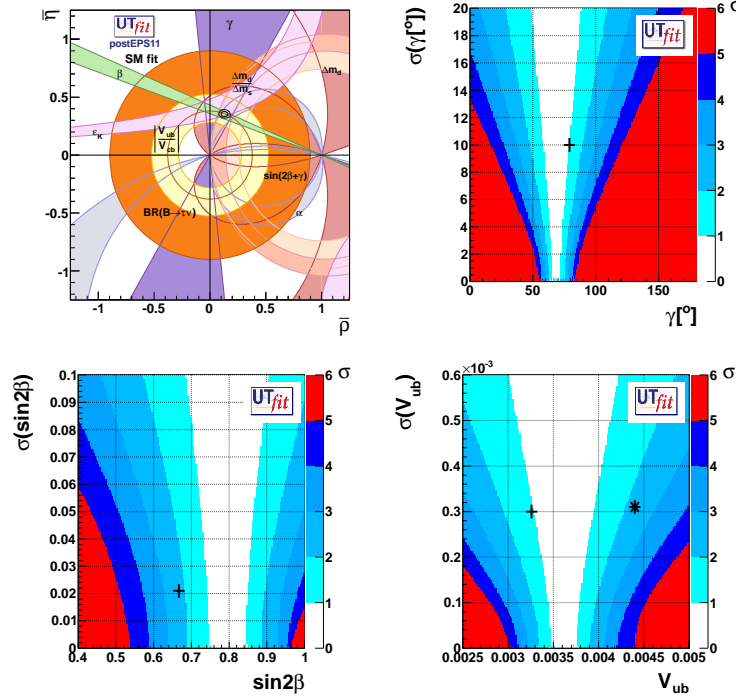 η̅
UTfit
postEPS11
SM fit
γ
β
Δm_d
Δm_d
Δm_s
ε_K
|V_ub
V_cb|
sin(2β+γ)
α
BR(B→τν)
1
0.5
0
-0.5
-1
-1 -0.5 0 0.5 1
ρ̅
σ(γ[°])
UTfit
20
18
16
14
12
10
8
6
4
2
0
0 50 100 150
γ[°]
6 σ
5
4
3
2
1
0
σ(sin2β)
UTfit
0.1
0.09
0.08
0.07
0.06
0.05
0.04
0.03
0.02
0.01
0
0.4 0.5 0.6 0.7 0.8 0.9 1
sin2β
6 σ
5
4
3
2
1
0
σ(V_ub)
×10⁻³
UTfit
0.6
0.5
0.4
0.3
0.2
0.1
0
0.0025 0.003 0.0035 0.004 0.0045 0.005
V_ub
6 σ
5
4
3
2
1
0